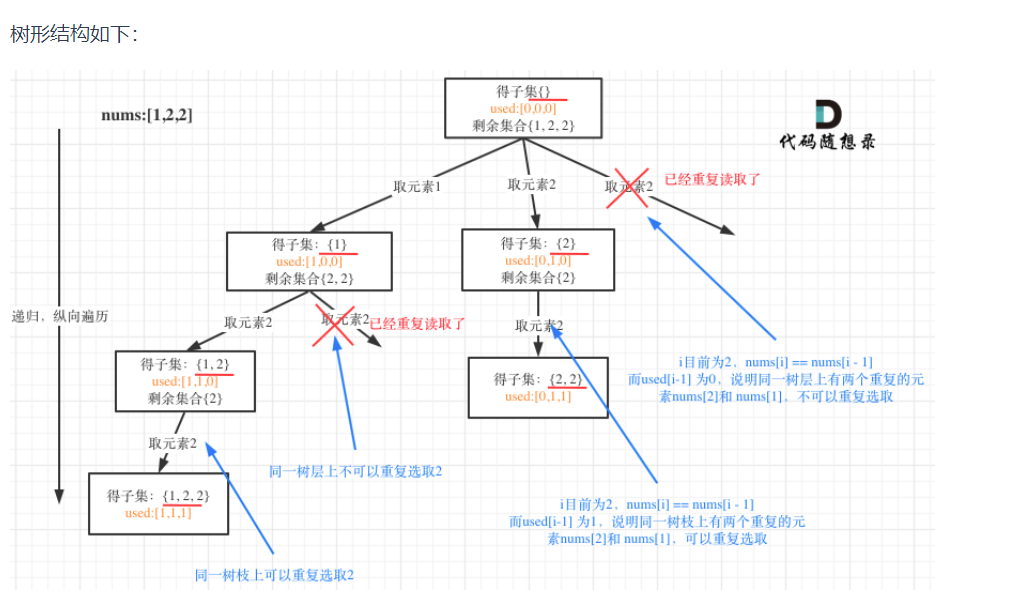 树形结构如下：
nums:[1,2,2]
得子集{}
used:[0,0,0]
剩余集合{1, 2, 2}
代码随想录
取元素1
取元素2
取元素2
已经重复读取了
得子集：{1}
used:[1,0,0]
剩余集合{2, 2}
得子集：{2}
used:[0,1,0]
剩余集合{2}
递归，纵向遍历
取元素2
取元素2
已经重复读取了
取元素2
得子集：{1, 2}
used:[1,1,0]
剩余集合{2}
得子集：{2, 2}
used:[0,1,1]
i目前为2，nums[i] == nums[i - 1]
而used[i-1] 为0，说明同一树层上有两个重复的元
素nums[2]和 nums[1]，不可以重复选取
取元素2
同一树层上不可以重复选取2
得子集：{1, 2, 2}
used:[1,1,1]
i目前为2，nums[i] == nums[i - 1]
而used[i-1] 为1，说明同一树枝上有两个重复的元
素nums[2]和 nums[1]，可以重复选取
同一树枝上可以重复选取2